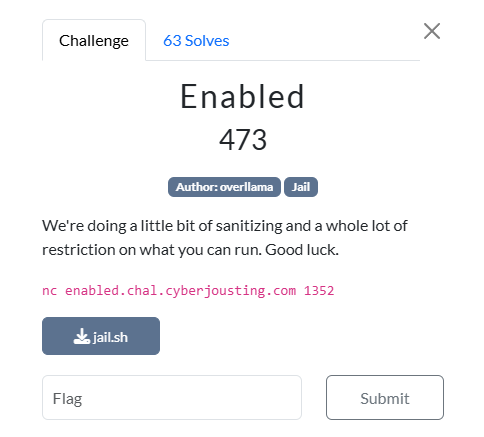 Challenge
63 Solves
Enabled
473
Author: overllama
Jail
We're doing a little bit of sanitizing and a whole lot of
restriction on what you can run. Good luck.
nc enabled.chal.cyberjousting.com 1352
jail.sh
Flag
Submit